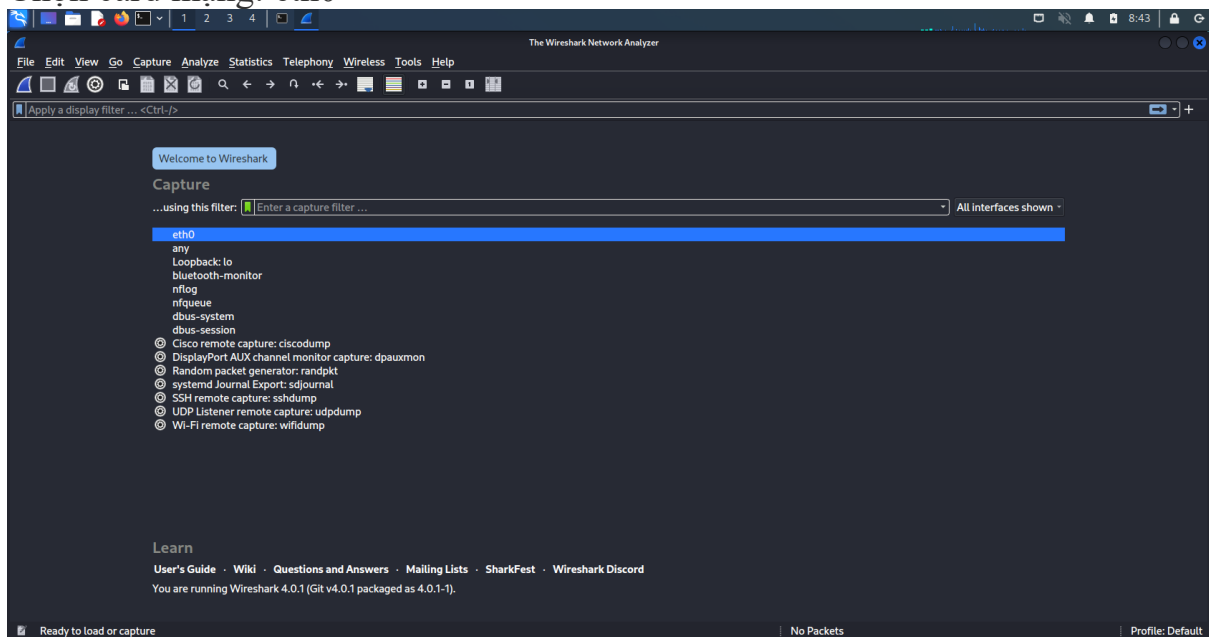 Chọn card mạng: eth0
1 2 3 4 8:43
The Wireshark Network Analyzer
File Edit View Go Capture Analyze Statistics Telephony Wireless Tools Help
Apply a display filter ... <Ctrl-/>
Welcome to Wireshark
Capture
...using this filter: Enter a capture filter ... All interfaces shown
eth0
any
Loopback: lo
bluetooth-monitor
nflog
nfqueue
dbus-system
dbus-session
Cisco remote capture: ciscodump
DisplayPort AUX channel monitor capture: dpauxmon
Random packet generator: randpkt
systemd Journal Export: sdjournal
SSH remote capture: sshdump
UDP Listener remote capture: udpdump
Wi-Fi remote capture: wifidump
Learn
User's Guide · Wiki · Questions and Answers · Mailing Lists · SharkFest · Wireshark Discord
You are running Wireshark 4.0.1 (Git v4.0.1 packaged as 4.0.1-1).
Ready to load or capture No Packets Profile: Default